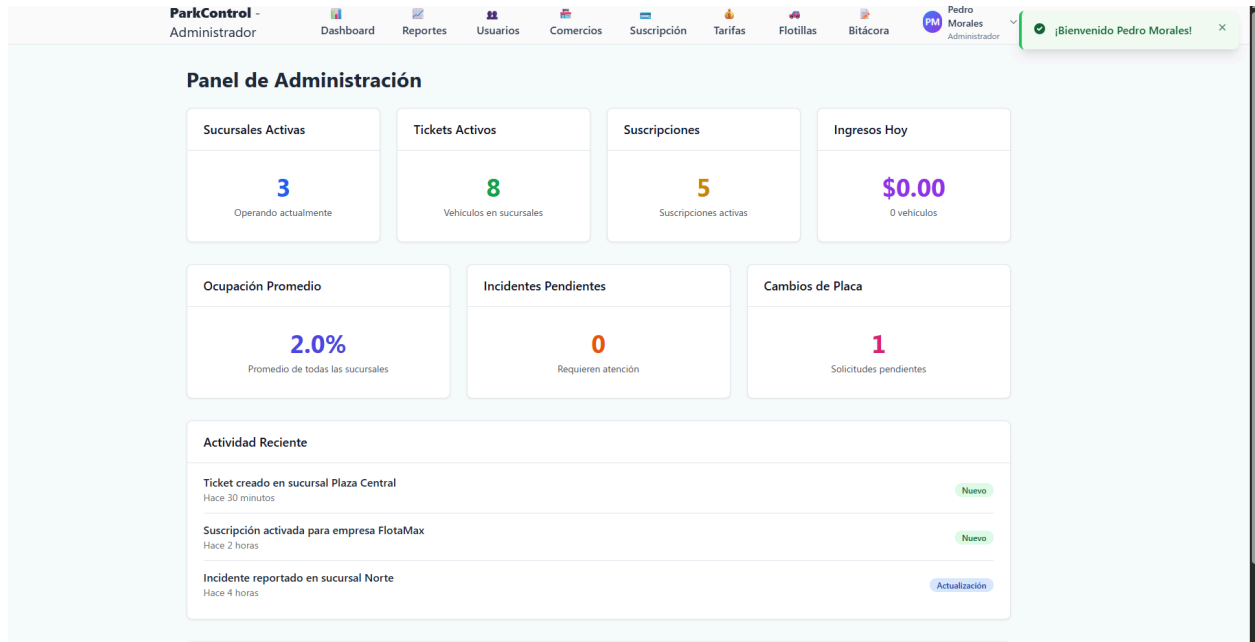 ParkControl -
Administrador
Dashboard
Reportes
Usuarios
Comercios
Suscripción
Tarifas
Flotillas
Bitácora
PM
Pedro
Morales
Administrador
¡Bienvenido Pedro Morales!
Panel de Administración
Sucursales Activas
3
Operando actualmente
Tickets Activos
8
Vehiculos en sucursales
Suscripciones
5
Suscripciones activas
Ingresos Hoy
$0.00
0 vehículos
Ocupación Promedio
2.0%
Promedio de todas las sucursales
Incidentes Pendientes
0
Requieren atención
Cambios de Placa
1
Solicitudes pendientes
Actividad Reciente
Ticket creado en sucursal Plaza Central
Hace 30 minutos
Nuevo
Suscripción activada para empresa FlotaMax
Hace 2 horas
Nuevo
Incidente reportado en sucursal Norte
Hace 4 horas
Actualización